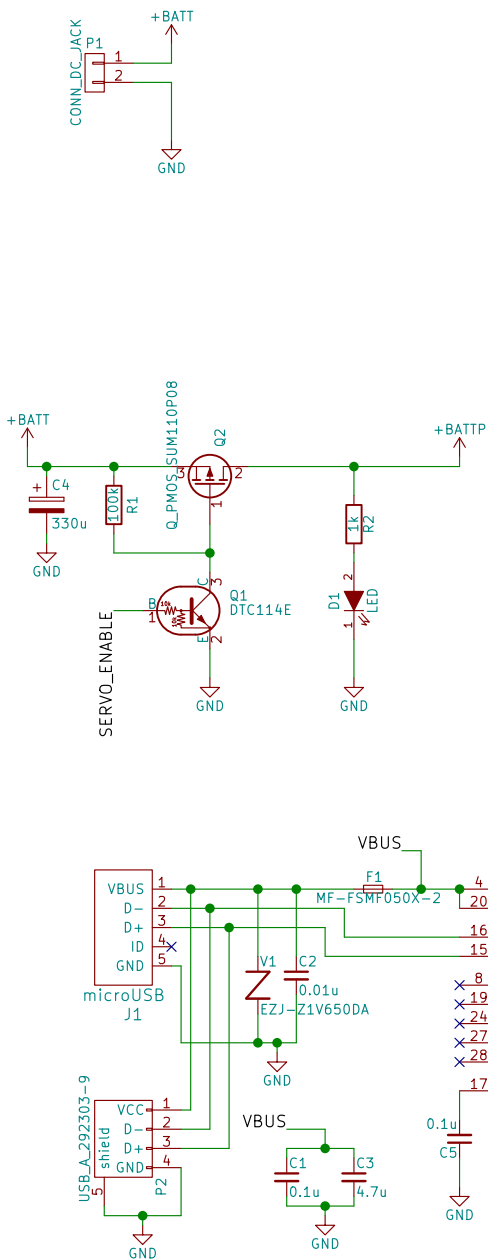 +BATT
P1
1
2
CONN_DC_JACK
GND
+BATT
C4
330u
GND
100k
R1
Q_PMOS_SUM110P08
Q2
3
2
1
+BATTP
1k
R2
2
D1
LED
1
GND
C
3
Q1
DTC114E
B
1
10k
10k
E
2
GND
SERVO_ENABLE
VBUS
F1
MF-FSMF050X-2
VBUS 1
D- 2
D+ 3
ID 4
GND 5
microUSB
J1
4
20
16
15
8
19
24
27
28
17
V1
EZJ-Z1V650DA
C2
0.01u
GND
USB_A_292303-9
VCC 1
D- 2
D+ 3
GND 4
shield
5
P2
GND
VBUS
C1
0.1u
C3
4.7u
GND
0.1u
C5
GND